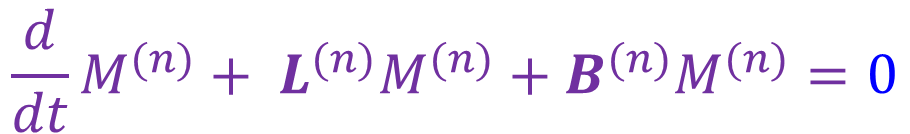 d/dt M^(n) + L^(n) M^(n) + B^(n) M^(n) = 0